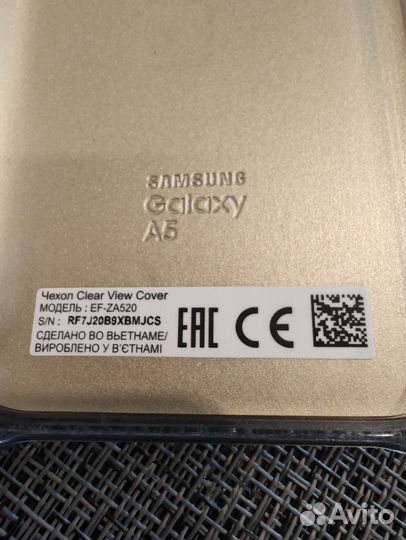 SAMSUNG
Galaxy
A5
Чехол Clear View Cover
МОДЕЛЬ : EF-ZA520
S/N : RF7J20B9XBMJCS
СДЕЛАНО ВО ВЬЕТНАМЕ/
ВИРОБЛЕНО У В'ЄТНАМІ
EAC CE
Avito